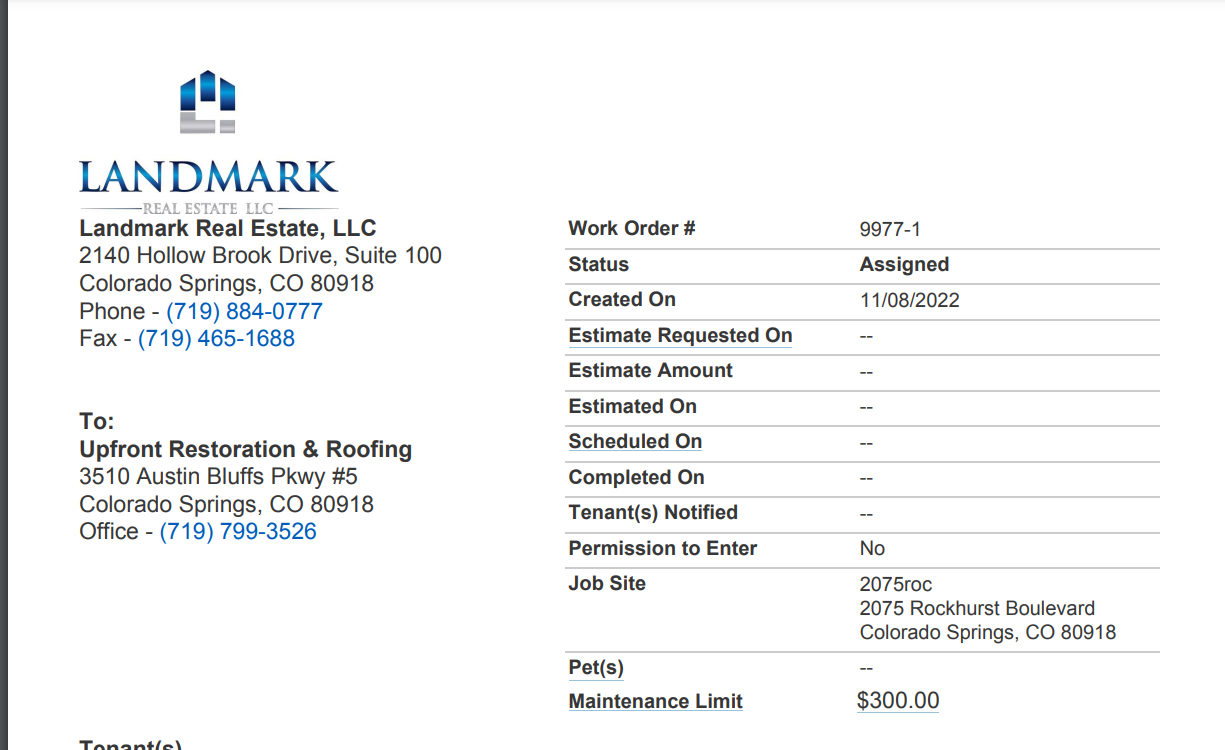 LANDMARK
REAL ESTATE LLC
Landmark Real Estate, LLC
2140 Hollow Brook Drive, Suite 100
Colorado Springs, CO 80918
Phone - (719) 884-0777
Fax - (719) 465-1688
To:
Upfront Restoration & Roofing
3510 Austin Bluffs Pkwy #5
Colorado Springs, CO 80918
Office - (719) 799-3526
Work Order # 9977-1
Status Assigned
Created On 11/08/2022
Estimate Requested On --
Estimate Amount --
Estimated On --
Scheduled On --
Completed On --
Tenant(s) Notified --
Permission to Enter No
Job Site 2075roc
2075 Rockhurst Boulevard
Colorado Springs, CO 80918
Pet(s) --
Maintenance Limit $300.00
Tenant(s)